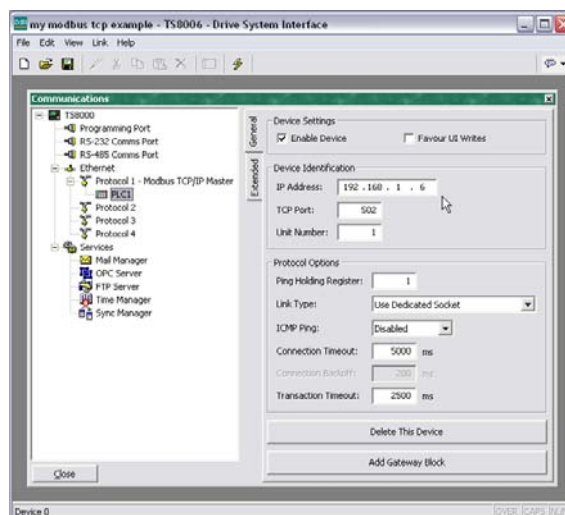 my modbus tcp example - TS8006 - Drive System Interface
File Edit View Link Help
Communications
TS8000
Programming Port
RS-232 Comms Port
RS-485 Comms Port
Ethernet
Protocol 1 - Modbus TCP/IP Master
PLC1
Protocol 2
Protocol 3
Protocol 4
Services
Mail Manager
OPC Server
FTP Server
Time Manager
Sync Manager
Close
General
Extended
Device Settings
Enable Device
Favour UI Writes
Device Identification
IP Address: 192 . 168 . 1 . 6
TCP Port: 502
Unit Number: 1
Protocol Options
Ping Holding Register: 1
Link Type: Use Dedicated Socket
ICMP Ping: Disabled
Connection Timeout: 5000 ms
Connection Backoff: 200 ms
Transaction Timeout: 2500 ms
Delete This Device
Add Gateway Block
Device 0
OVER CAPS NUM